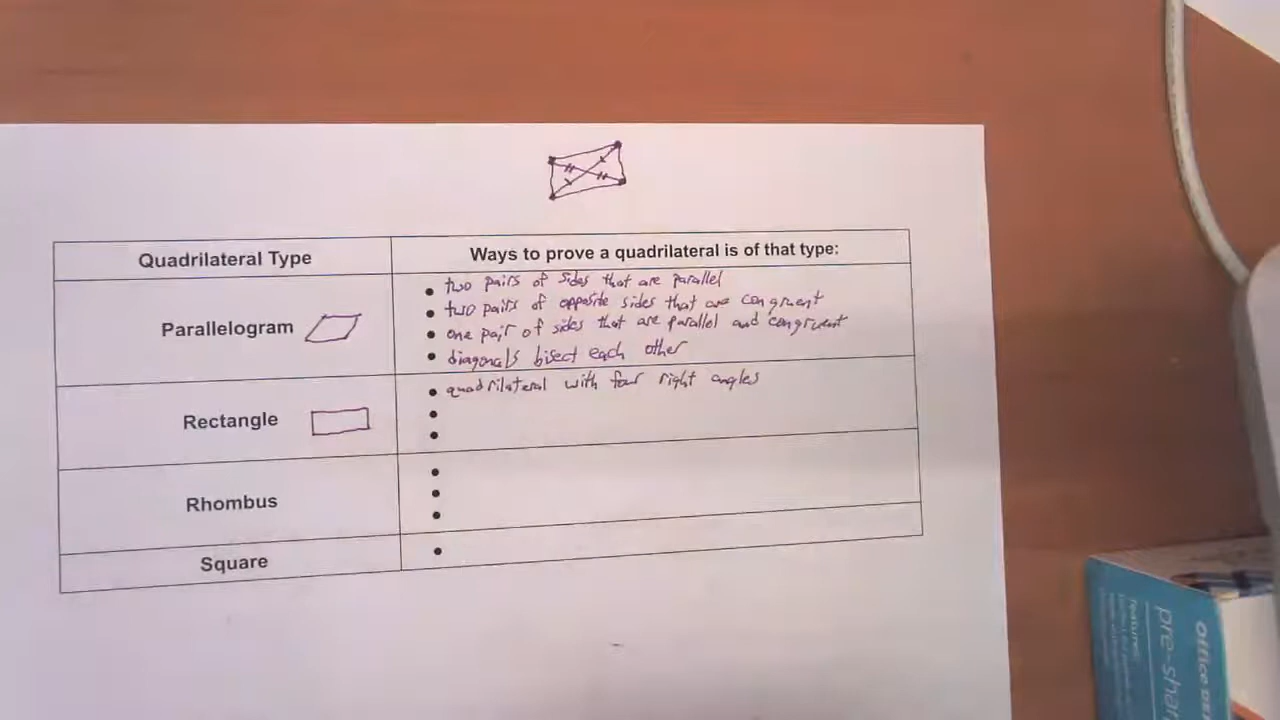 Quadrilateral Type
Ways to prove a quadrilateral is of that type:
Parallelogram
• two pairs of sides that are parallel
• two pairs of opposite sides that are congruent
• one pair of sides that are parallel and congruent
• diagonals bisect each other
Rectangle
• quadrilateral with four right angles
•
•
Rhombus
•
•
•
Square
•
pre-shar